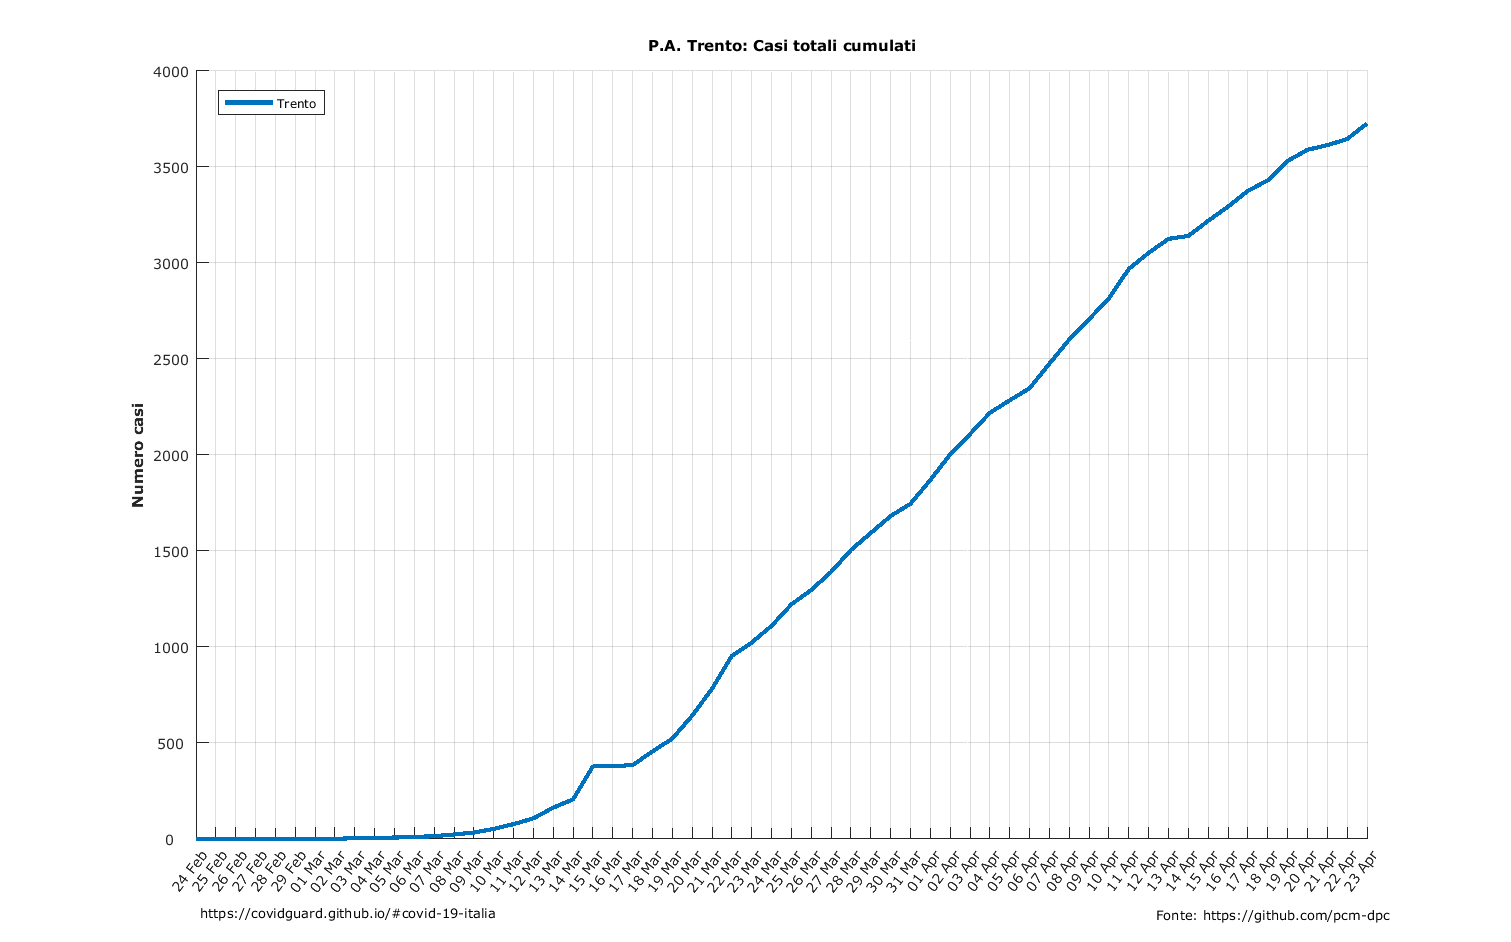 P.A. Trento: Casi totali cumulati
4000
Trento
3500
3000
2500
2000
1500
1000
500
0
Numero casi
24 Feb
25 Feb
26 Feb
27 Feb
28 Feb
29 Feb
01 Mar
02 Mar
03 Mar
04 Mar
05 Mar
06 Mar
07 Mar
08 Mar
09 Mar
10 Mar
11 Mar
12 Mar
13 Mar
14 Mar
15 Mar
16 Mar
17 Mar
18 Mar
19 Mar
20 Mar
21 Mar
22 Mar
23 Mar
24 Mar
25 Mar
26 Mar
27 Mar
28 Mar
29 Mar
30 Mar
31 Mar
01 Apr
02 Apr
03 Apr
04 Apr
05 Apr
06 Apr
07 Apr
08 Apr
09 Apr
10 Apr
11 Apr
12 Apr
13 Apr
14 Apr
15 Apr
16 Apr
17 Apr
18 Apr
19 Apr
20 Apr
21 Apr
22 Apr
23 Apr
https://covidguard.github.io/#covid-19-italia
Fonte: https://github.com/pcm-dpc